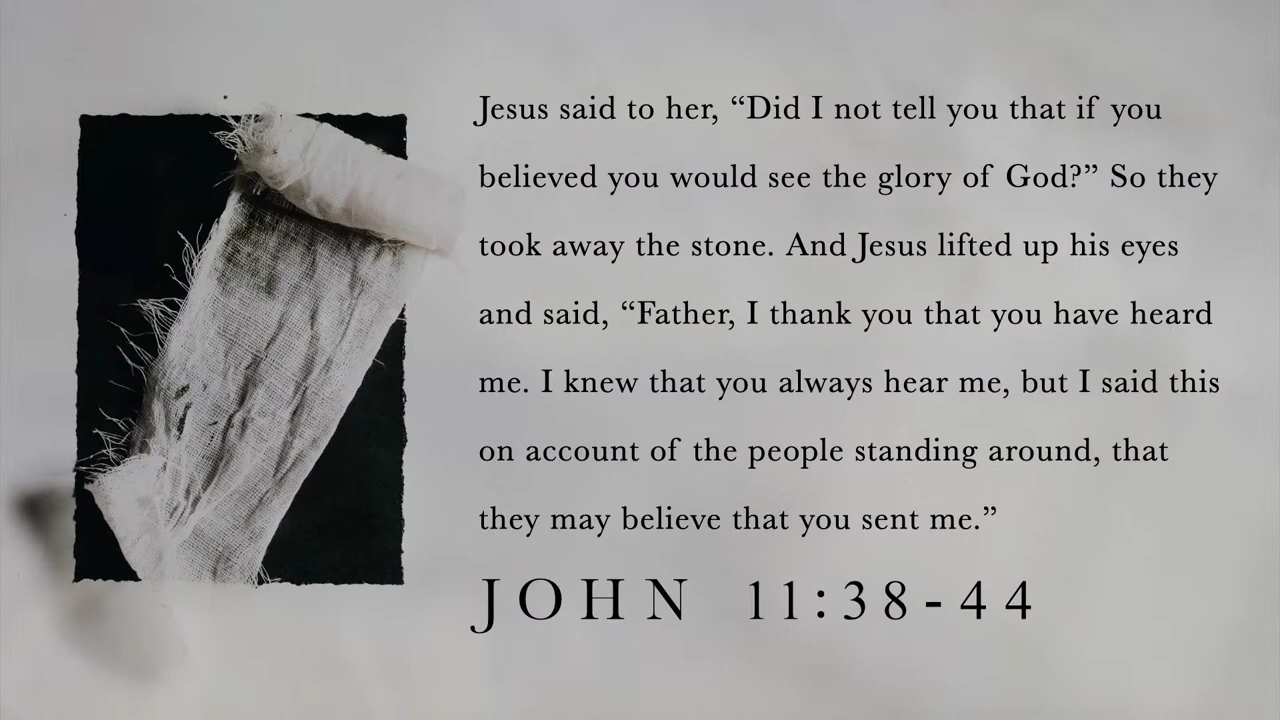 Jesus said to her, “Did I not tell you that if you
believed you would see the glory of God?” So they
took away the stone. And Jesus lifted up his eyes
and said, “Father, I thank you that you have heard
me. I knew that you always hear me, but I said this
on account of the people standing around, that
they may believe that you sent me.”
JOHN 11:38-44